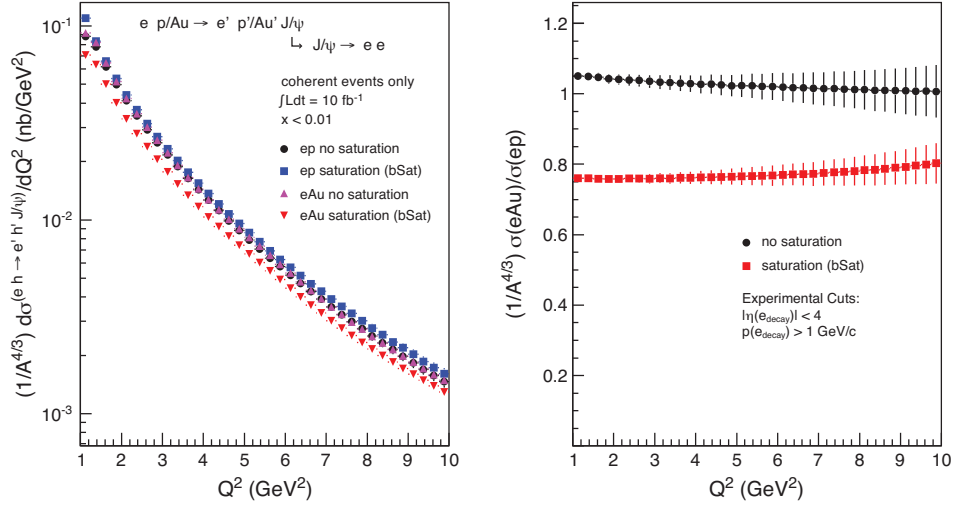 (1/A^4/3) dσ^(e h → e' h' J/ψ)/dQ² (nb/GeV²)
10⁻¹
10⁻²
10⁻³
e p/Au → e' p'/Au' J/ψ
↳ J/ψ → e e
coherent events only
∫Ldt = 10 fb⁻¹
x < 0.01
ep no saturation
ep saturation (bSat)
eAu no saturation
eAu saturation (bSat)
1 2 3 4 5 6 7 8 9 10
Q² (GeV²)
(1/A^4/3) σ(eAu)/σ(ep)
1.2
1
0.8
0.6
0.4
0.2
0
no saturation
saturation (bSat)
Experimental Cuts:
|η(e_decay)| < 4
p(e_decay) > 1 GeV/c
1 2 3 4 5 6 7 8 9 10
Q² (GeV²)